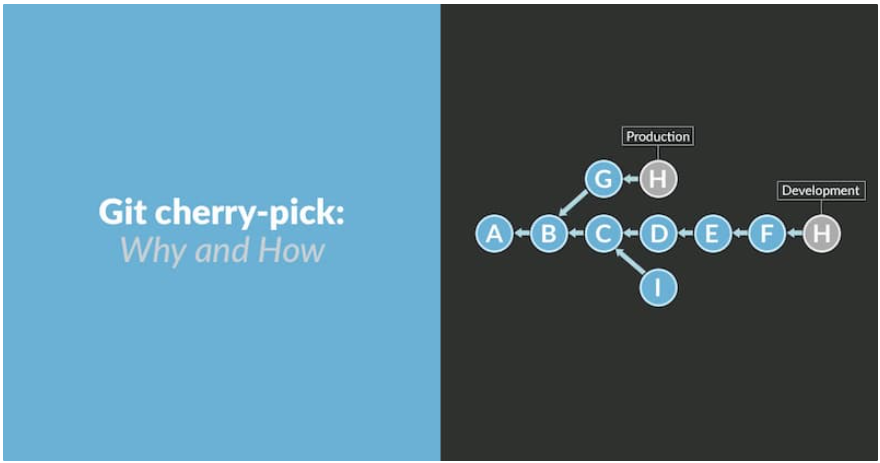 Git cherry-pick:
Why and How
Production
G H
Development
A B C D E F H
I